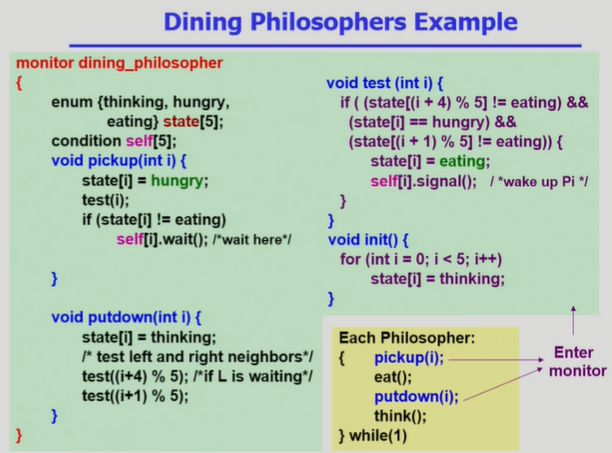 Dining Philosophers Example
monitor dining_philosopher
{
enum {thinking, hungry,
eating} state[5];
condition self[5];
void pickup(int i) {
state[i] = hungry;
test(i);
if (state[i] != eating)
self[i].wait(); /*wait here*/
}
void putdown(int i) {
state[i] = thinking;
/* test left and right neighbors*/
test((i+4) % 5); /*if L is waiting*/
test((i+1) % 5);
}
}
void test (int i) {
if ( (state[(i + 4) % 5] != eating) &&
(state[i] == hungry) &&
(state[(i + 1) % 5] != eating)) {
state[i] = eating;
self[i].signal(); / *wake up Pi */
}
}
void init() {
for (int i = 0; i < 5; i++)
state[i] = thinking;
}
Each Philosopher:
{ pickup(i);
eat();
putdown(i);
think();
} while(1)
Enter
monitor